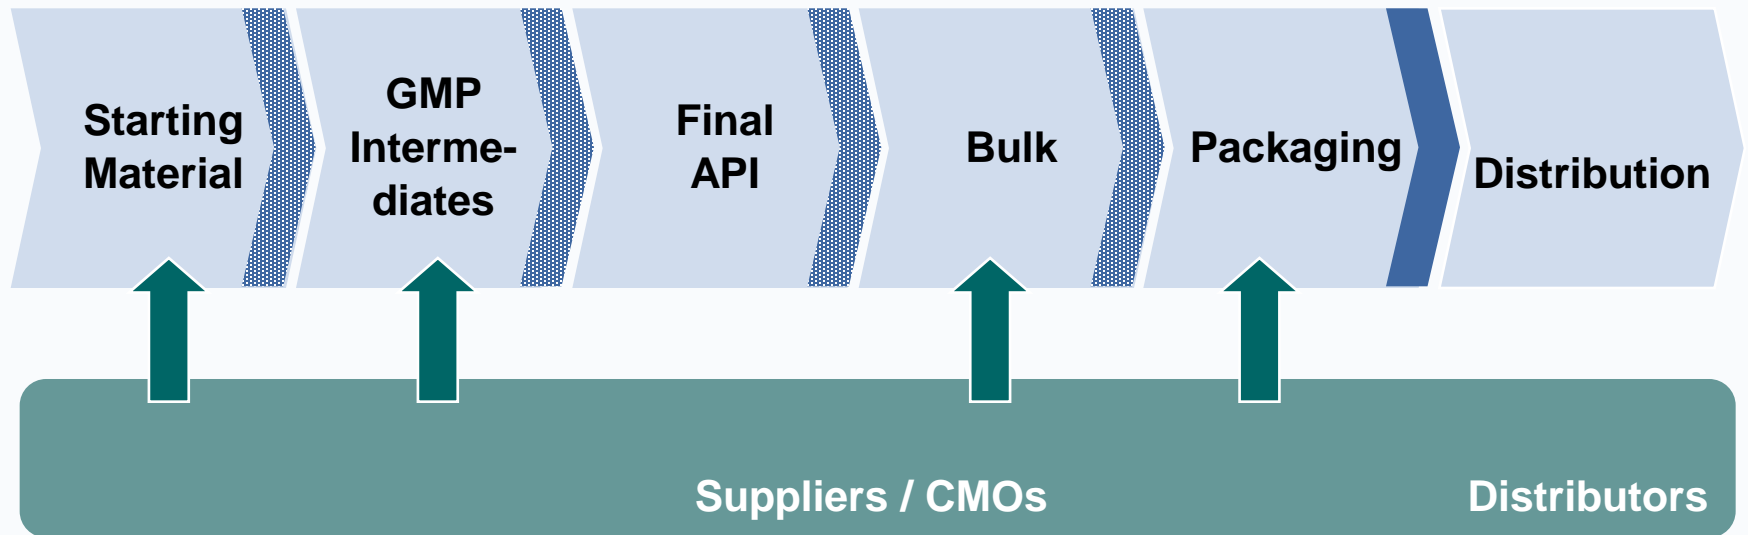 Starting
Material
GMP
Interme-
diates
Final
API
Bulk
Packaging
Distribution
Suppliers / CMOs
Distributors